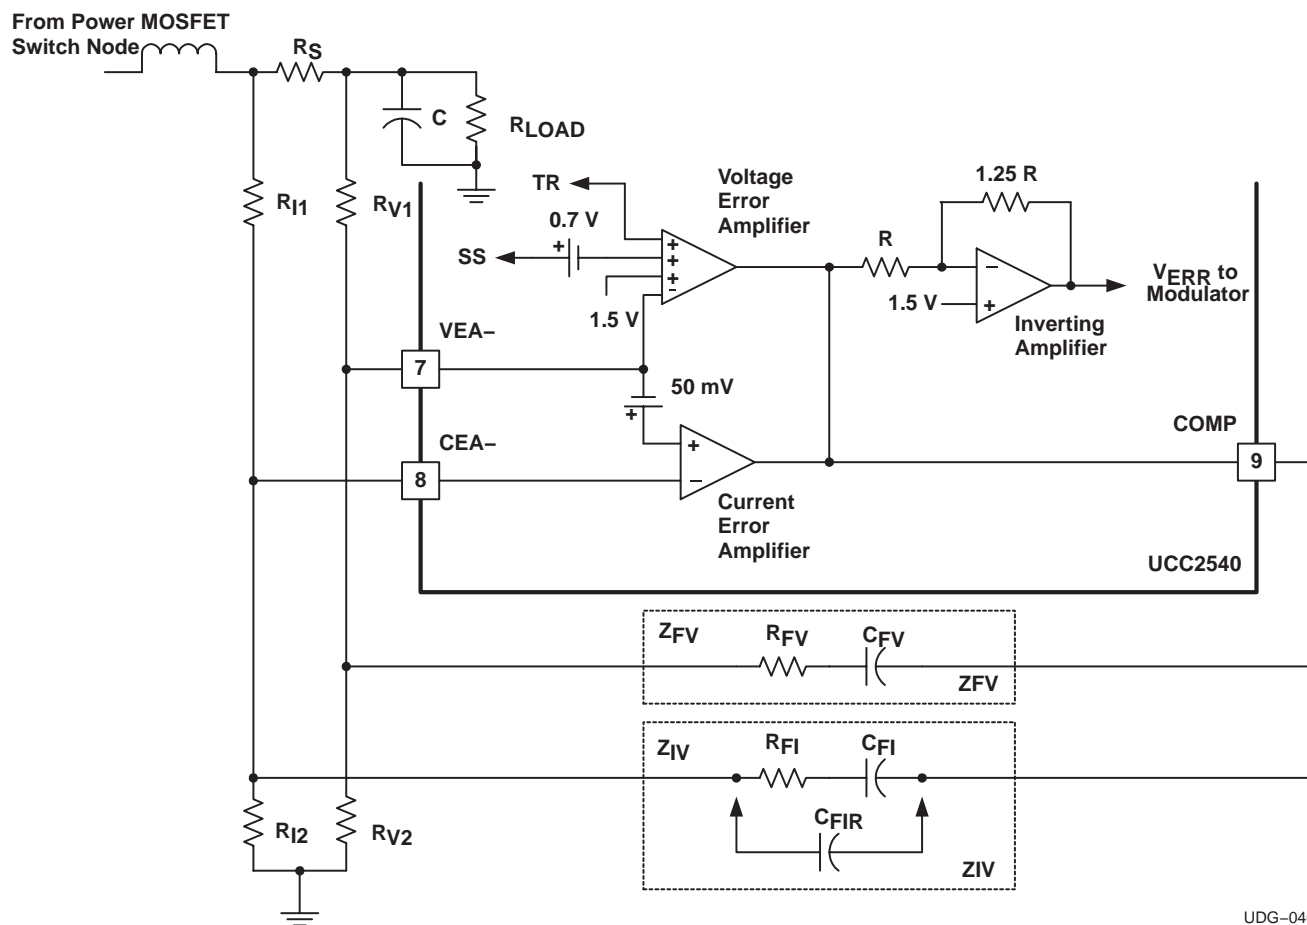 From Power MOSFET
Switch Node
RS
C
RLOAD
RI1
RV1
TR
0.7 V
+
SS
Voltage
Error
Amplifier
+
+
+
-
1.5 V
1.25 R
R
−
+
1.5 V
VERR to
Modulator
Inverting
Amplifier
VEA−
7
50 mV
+
CEA−
8
+
−
Current
Error
Amplifier
COMP
9
UCC2540
ZFV
RFV
CFV
ZFV
ZIV
RFI
CFI
CFIR
ZIV
RI2
RV2
UDG−04